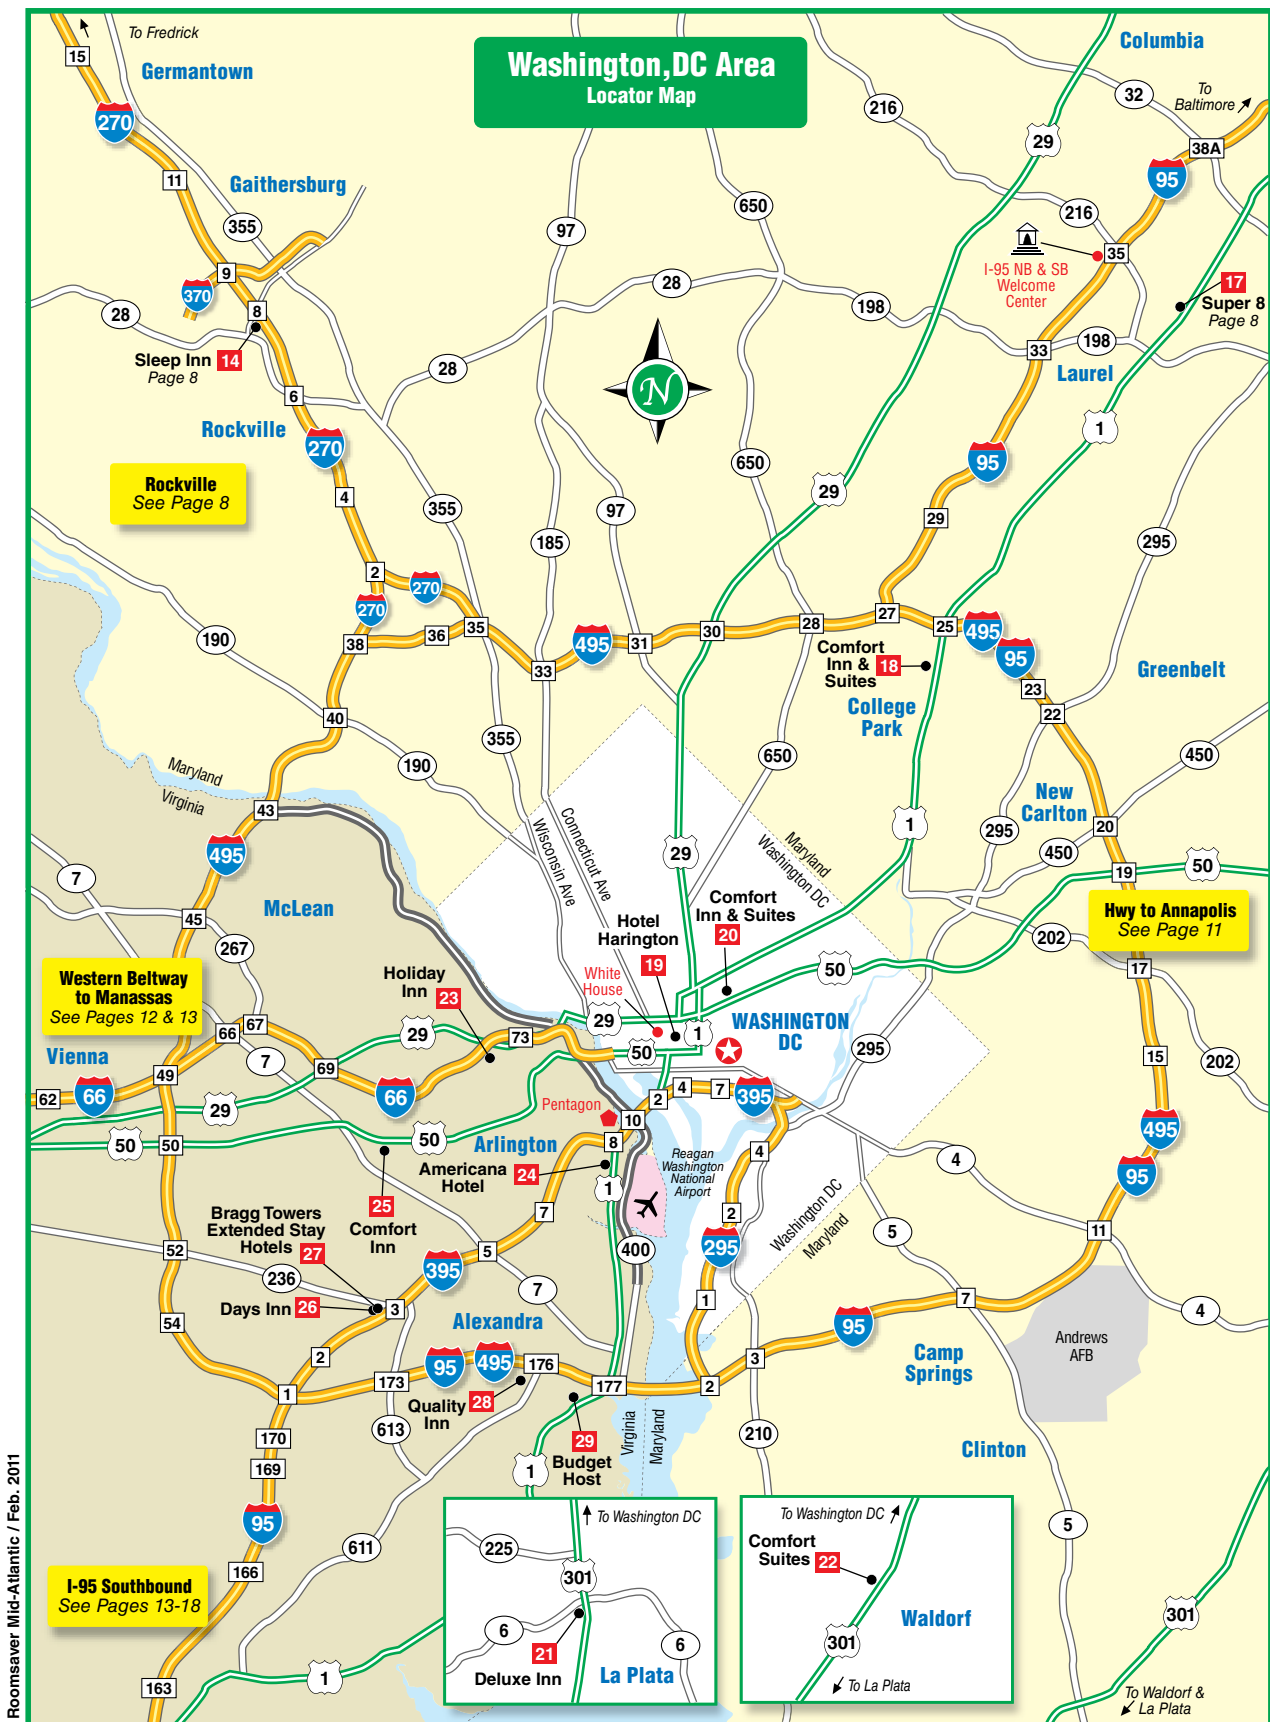 Washington,DC Area
Locator Map
To Fredrick
15
Germantown
270
11
Gaithersburg
355
9
370
8
28
Sleep Inn 14
Page 8
6
Rockville
270
Rockville
See Page 8
4
355
2
270
270
38
36
35
190
40
190
355
97
28
28
650
N
185
97
650
33
495
31
30
28
27
25
495
95
Columbia
216
32
To
Baltimore
29
38A
95
216
35
I-95 NB & SB
Welcome
Center
17
Super 8
Page 8
198
33
198
Laurel
1
95
29
29
295
Comfort
Inn &
Suites
18
College
Park
Greenbelt
23
22
650
450
New
Carlton
1
295
20
450
19
50
Hwy to Annapolis
See Page 11
202
17
15
202
Maryland
Virginia
43
495
7
McLean
45
267
Western Beltway
to Manassas
See Pages 12 & 13
Vienna
66
67
7
49
69
62
66
66
29
29
73
Holiday
Inn
23
50
50
50
Wisconsin Ave
Connecticut Ave
29
Maryland
Washington DC
Hotel
Harington
19
Comfort
Inn & Suites
20
White
House
29
1
50
50
WASHINGTON
DC
295
2
4
7
395
Pentagon
10
8
Arlington
Americana
Hotel
24
1
Reagan
Washington
National
Airport
4
2
295
1
Washington DC
Maryland
4
5
495
95
11
7
4
Andrews
AFB
25
Comfort
Inn
Bragg Towers
Extended Stay
Hotels
27
52
236
Days Inn 26
3
395
5
7
7
400
54
Alexandra
2
1
173
95
495
176
Quality
Inn
28
177
29
Budget
Host
1
613
2
3
95
Camp
Springs
Virginia
Maryland
210
Clinton
5
170
169
95
166
611
I-95 Southbound
See Pages 13-18
163
1
To Washington DC
225
301
6
21
Deluxe Inn
6
La Plata
To Washington DC
Comfort
Suites
22
Waldorf
301
To La Plata
301
To Waldorf &
La Plata
Roomsaver Mid-Atlantic / Feb. 2011